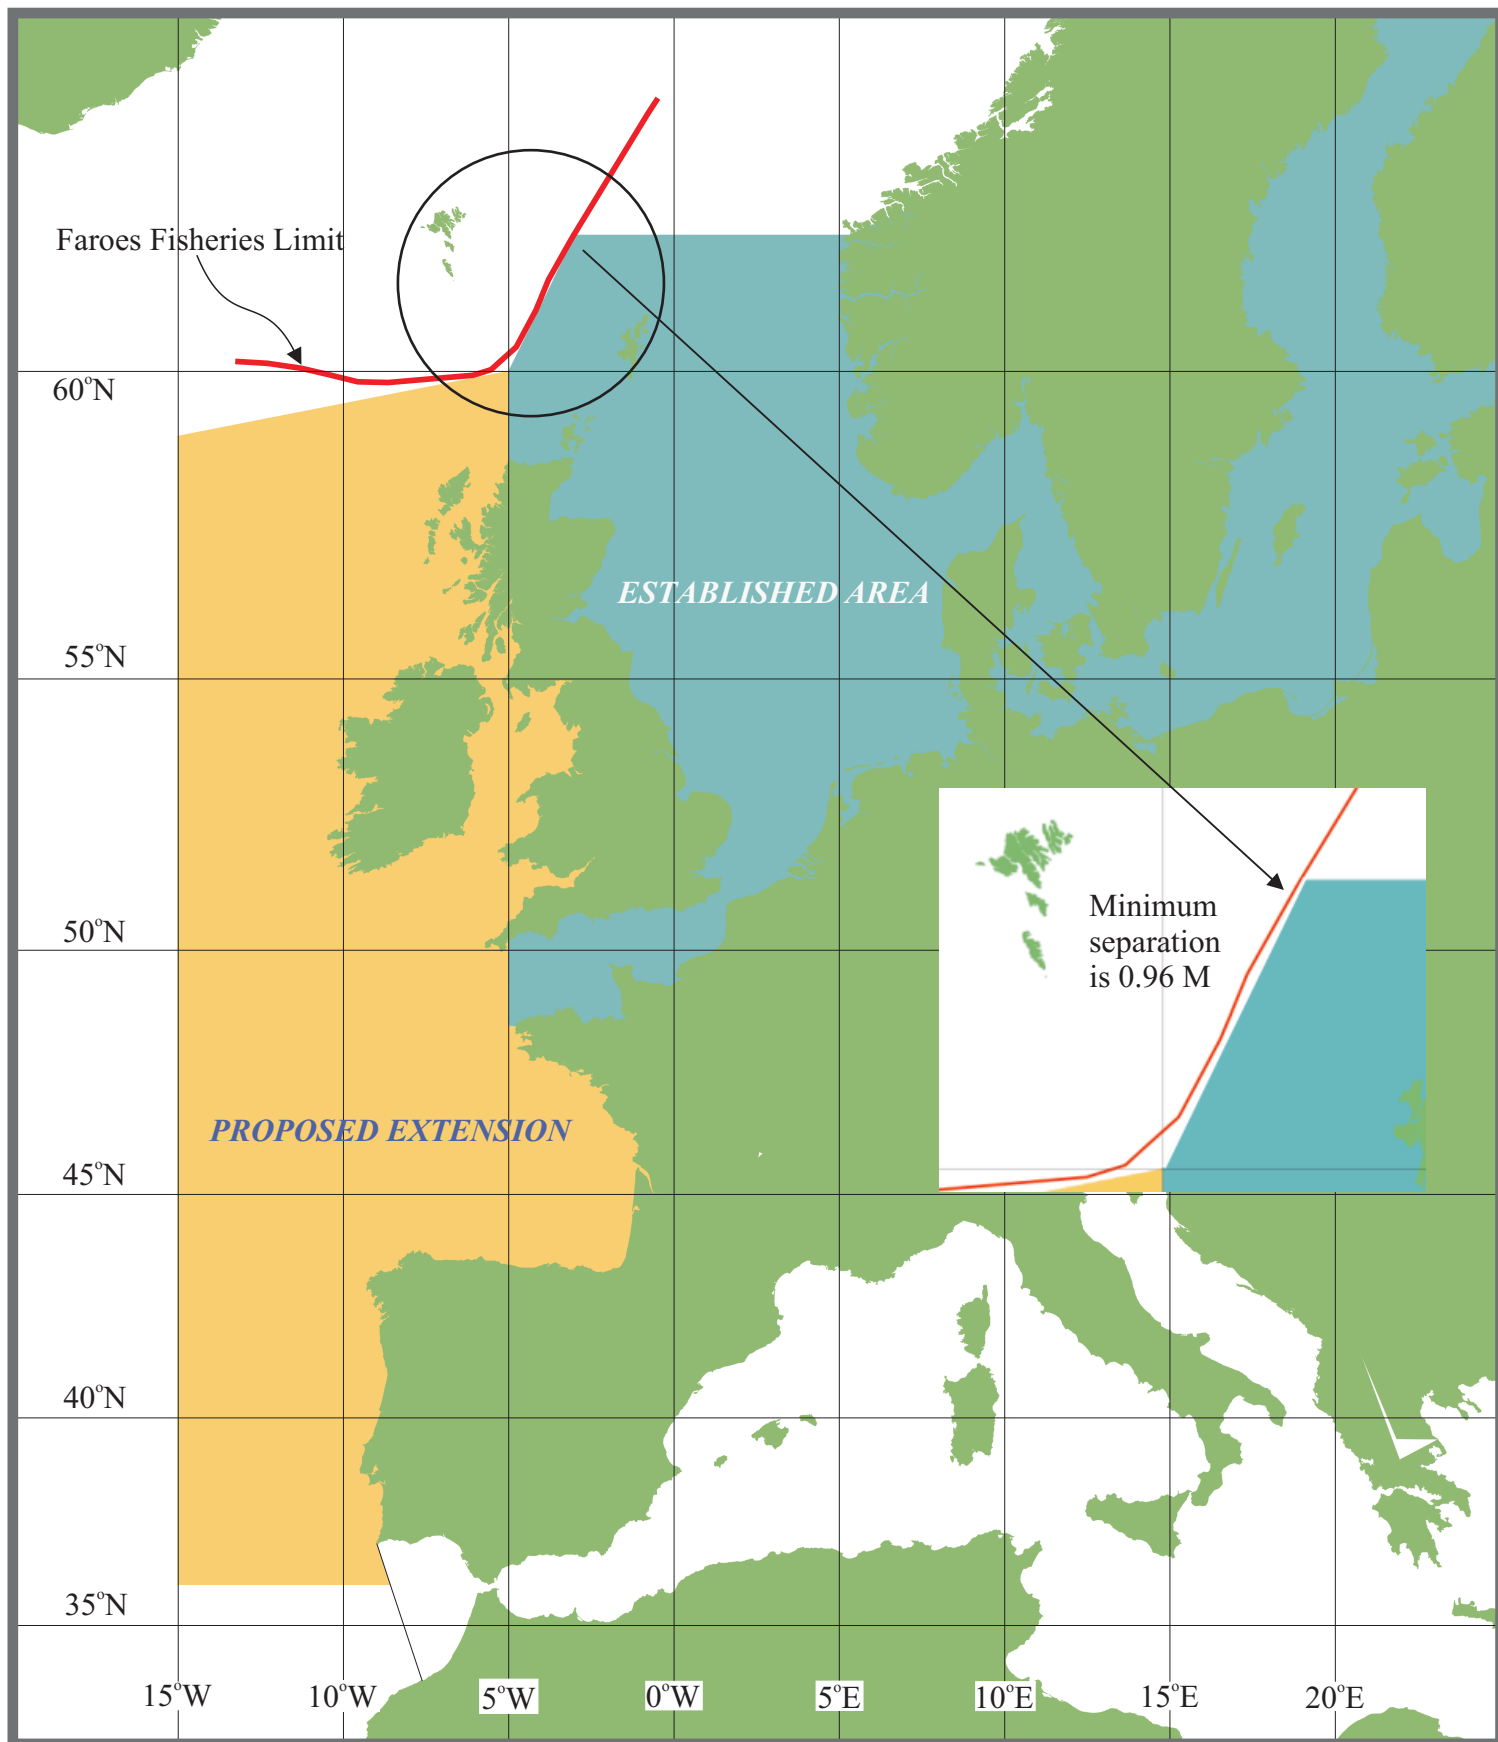 Faroes Fisheries Limit
60°N
ESTABLISHED AREA
55°N
Minimum
separation
is 0.96 M
50°N
PROPOSED EXTENSION
45°N
40°N
35°N
15°W 10°W 5°W 0°W 5°E 10°E 15°E 20°E